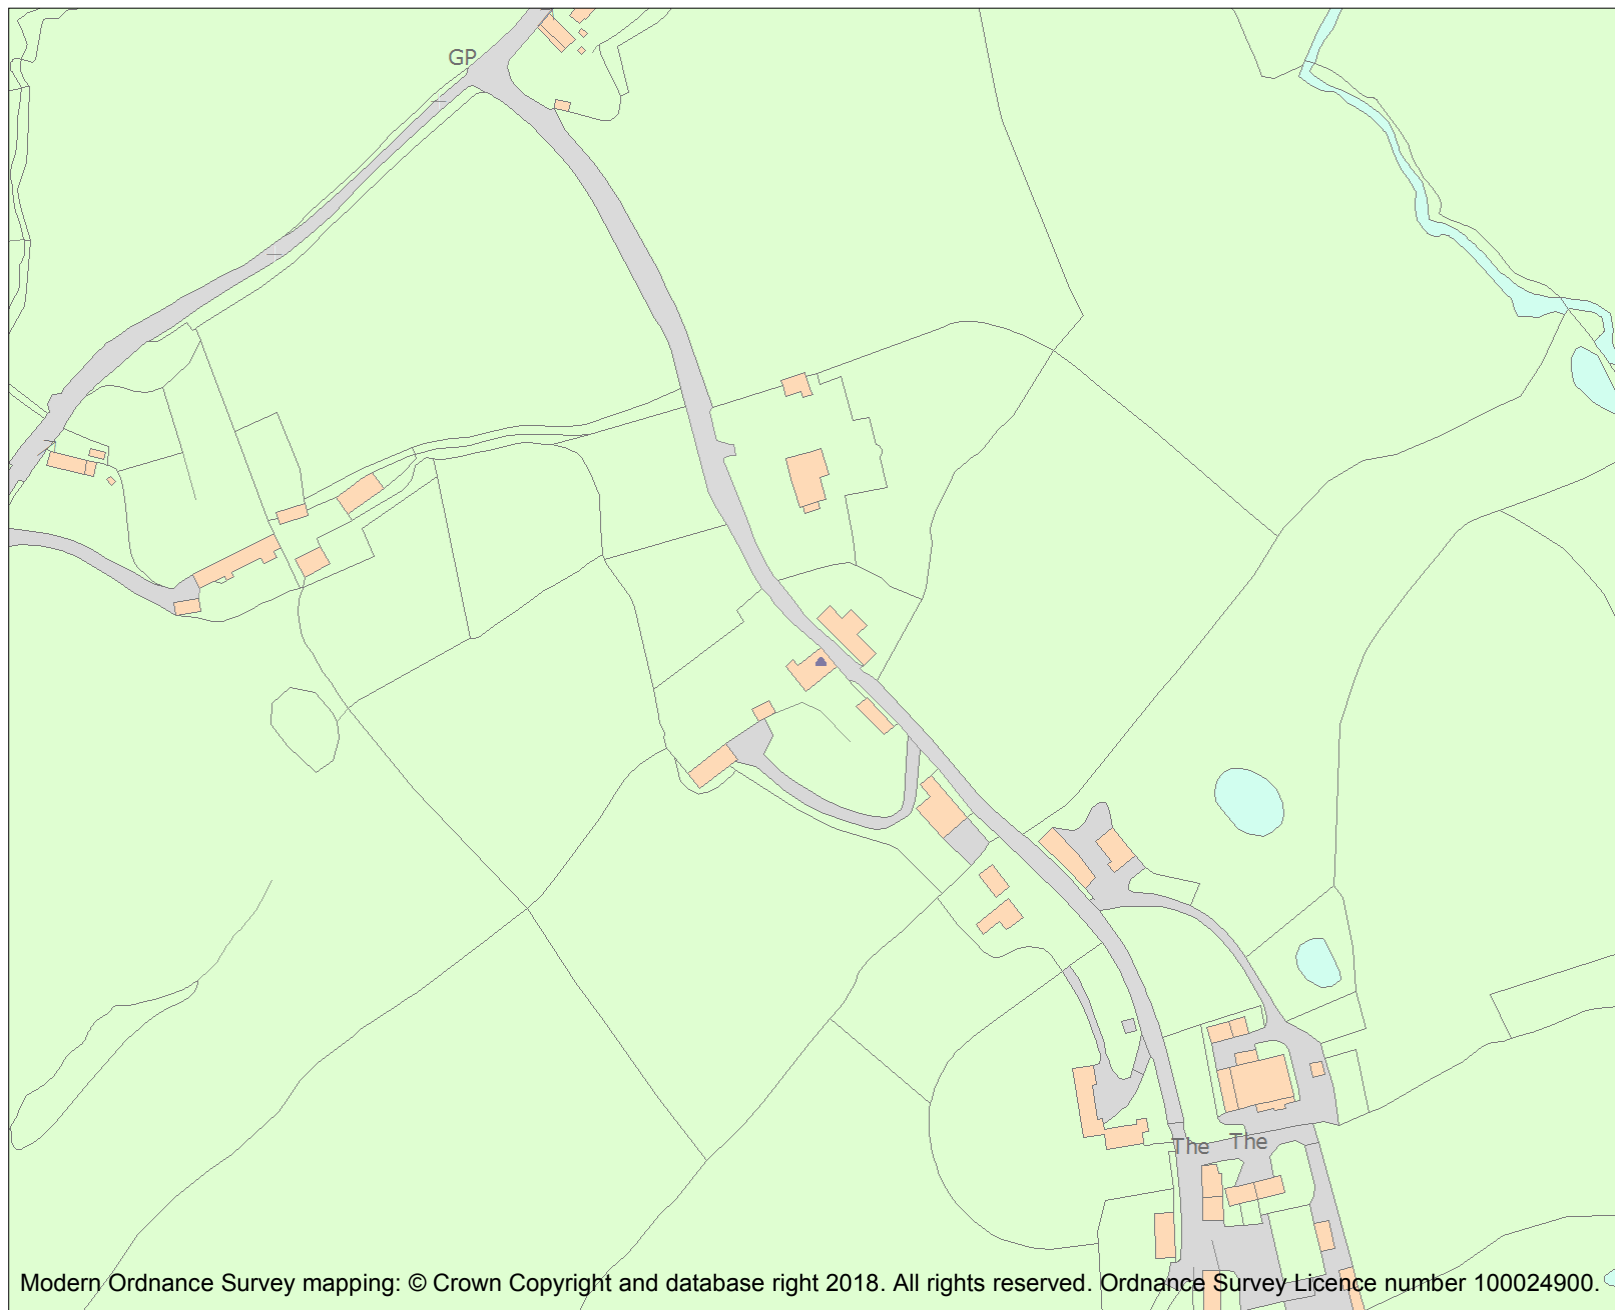 GP
The
The
Modern Ordnance Survey mapping: © Crown Copyright and database right 2018. All rights reserved. Ordnance Survey Licence number 100024900.